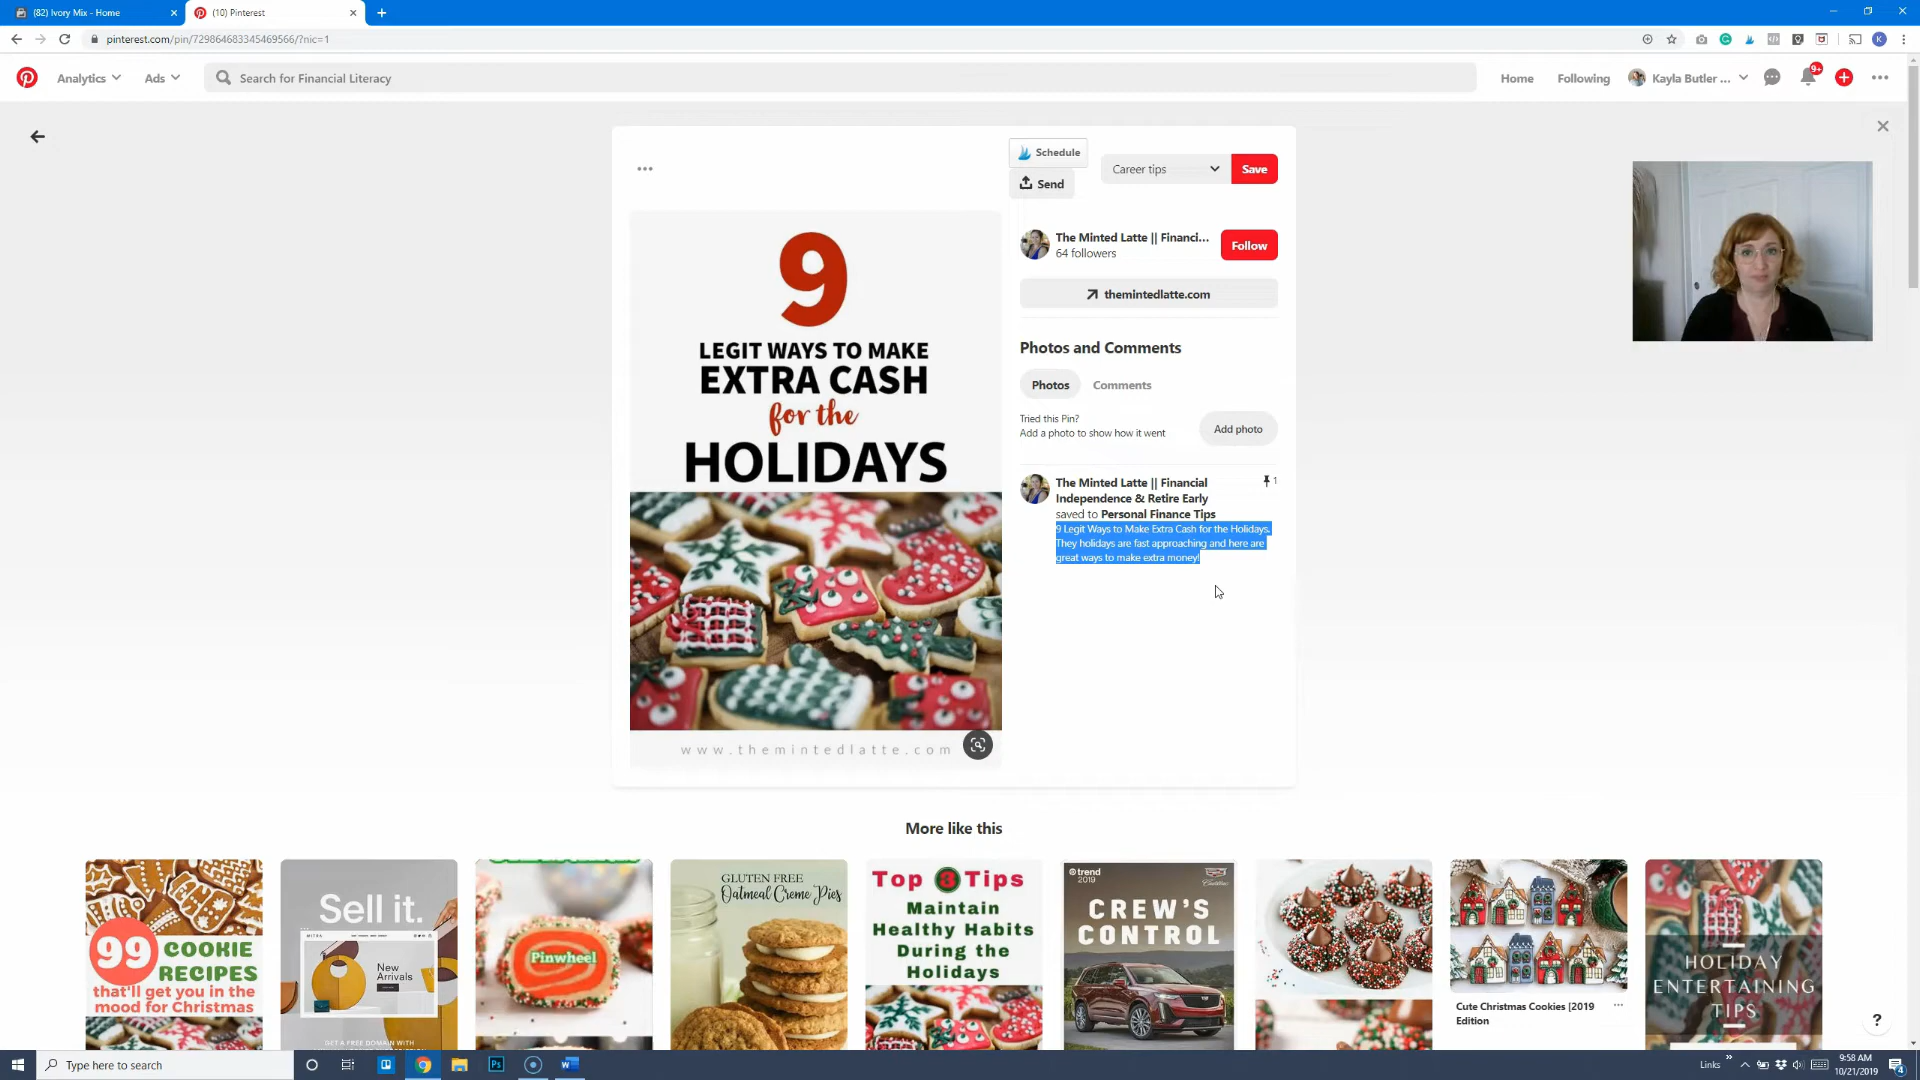 (82) Ivory Mix - Home
(10) Pinterest
pinterest.com/pin/729864683345469566/?nic=1
Analytics
Ads
Search for Financial Literacy
Home
Following
Kayla Butler ...
9+
Schedule
Send
Career tips
Save
9
LEGIT WAYS TO MAKE
EXTRA CASH
for the
HOLIDAYS
www.themintedlatte.com
The Minted Latte || Financi...
64 followers
Follow
themintedlatte.com
Photos and Comments
Photos
Comments
Tried this Pin?
Add a photo to show how it went
Add photo
The Minted Latte || Financial
Independence & Retire Early
saved to Personal Finance Tips
1
9 Legit Ways to Make Extra Cash for the Holidays.
They holidays are fast approaching and here are
great ways to make extra money!
More like this
99 COOKIE
RECIPES
that'll get you in the
mood for Christmas
Sell it.
New
Arrivals
GET A FREE DOMAIN WITH
Pinwheel
GLUTEN FREE
Oatmeal Creme Pies
Top 3 Tips
Maintain
Healthy Habits
During the
Holidays
trend
2019
CREW'S
CONTROL
Cute Christmas Cookies [2019
Edition
HOLIDAY
ENTERTAINING
TIPS
?
Type here to search
Links
9:58 AM
10/21/2019
4